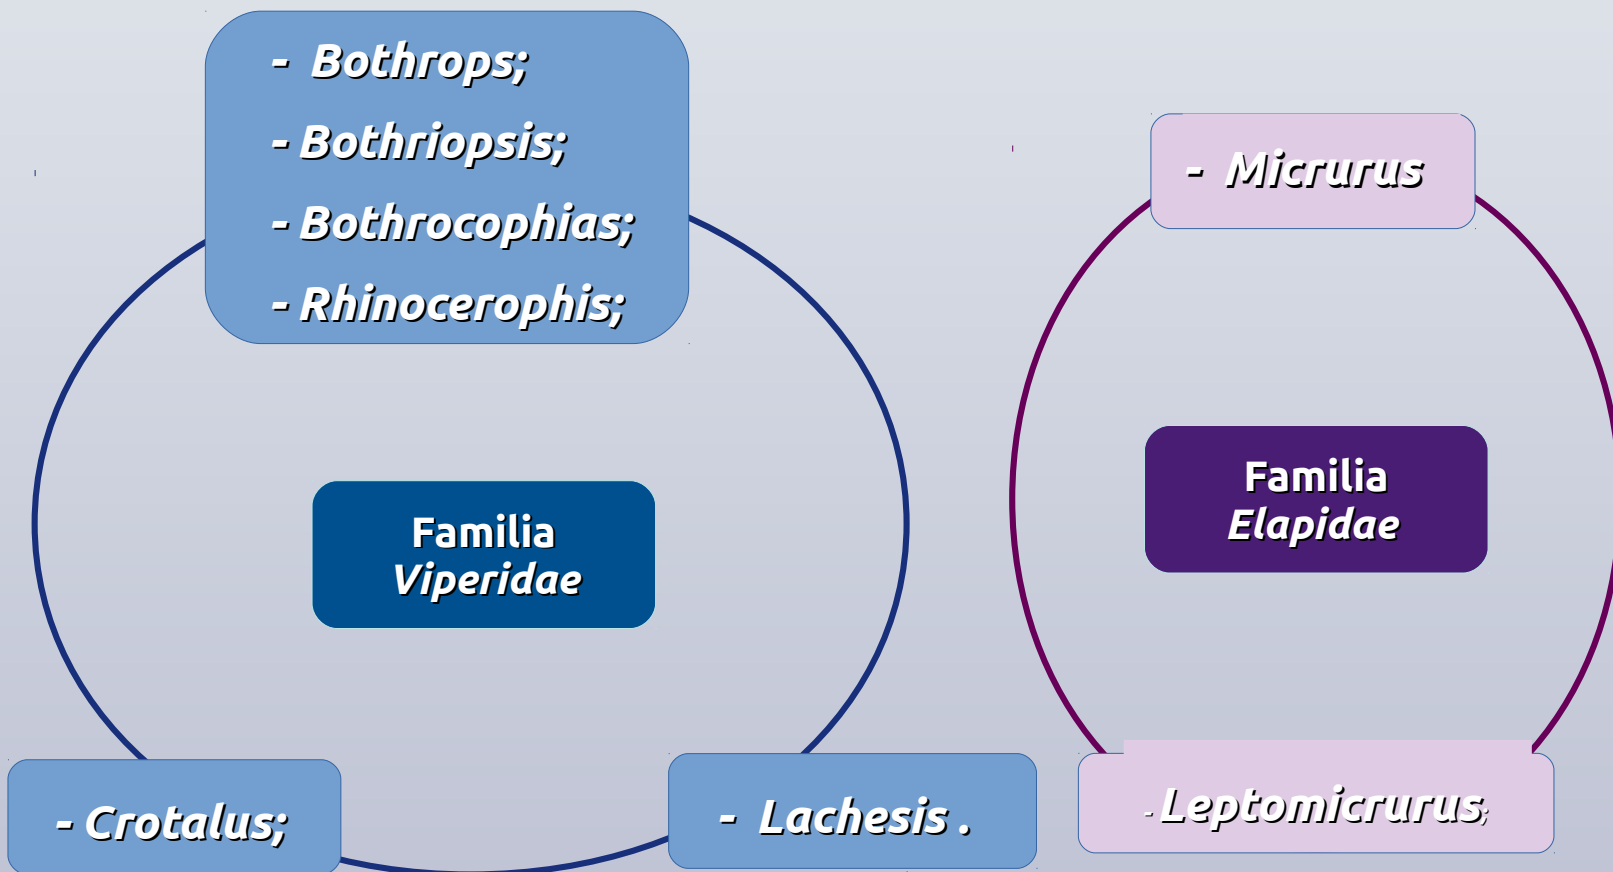 - Bothrops;
- Bothriopsis;
- Bothrocophias;
- Rhinocerophis;
Familia
Viperidae
- Crotalus;
- Lachesis .
- Micrurus
Familia
Elapidae
- Leptomicrurus;